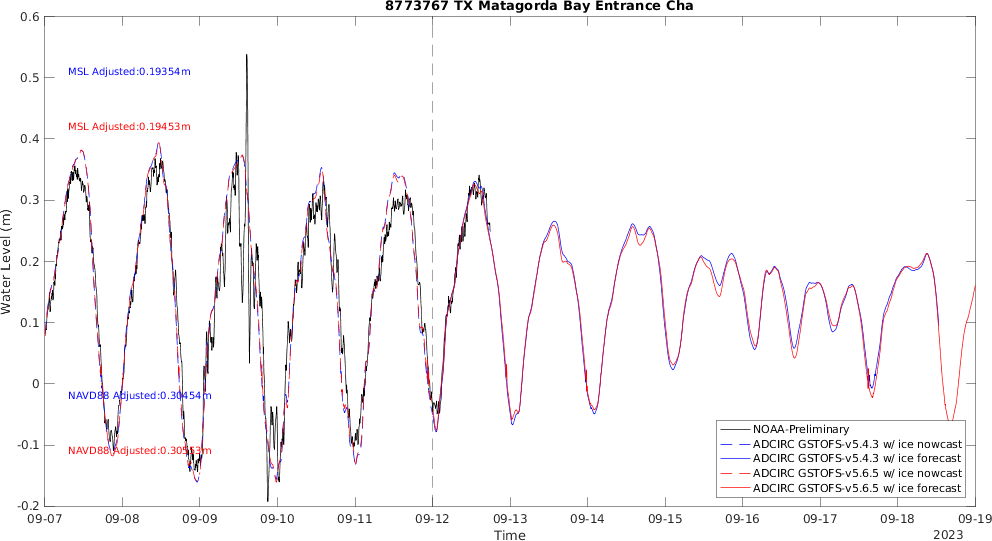 8773767 TX Matagorda Bay Entrance Cha
0.6
0.5
0.4
0.3
0.2
0.1
0
-0.1
-0.2
Water Level (m)
MSL Adjusted:0.19354m
MSL Adjusted:0.19453m
NAVD88 Adjusted:0.30454m
NAVD88 Adjusted:0.30553m
NOAA-Preliminary
ADCIRC GSTOFS-v5.4.3 w/ ice nowcast
ADCIRC GSTOFS-v5.4.3 w/ ice forecast
ADCIRC GSTOFS-v5.6.5 w/ ice nowcast
ADCIRC GSTOFS-v5.6.5 w/ ice forecast
09-07 09-08 09-09 09-10 09-11 09-12 09-13 09-14 09-15 09-16 09-17 09-18 09-19
Time
2023